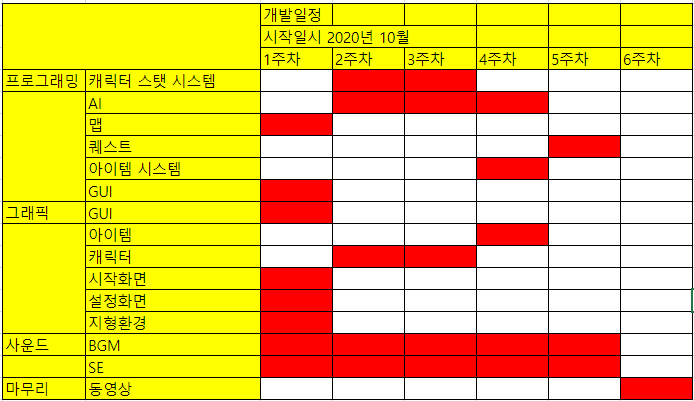 개발일정
시작일시 2020년 10월
1주차 2주차 3주차 4주차 5주차 6주차
프로그래밍 캐릭터 스탯 시스템
AI
맵
퀘스트
아이템 시스템
GUI
그래픽 GUI
아이템
캐릭터
시작화면
설정화면
지형환경
사운드 BGM
SE
마무리 동영상